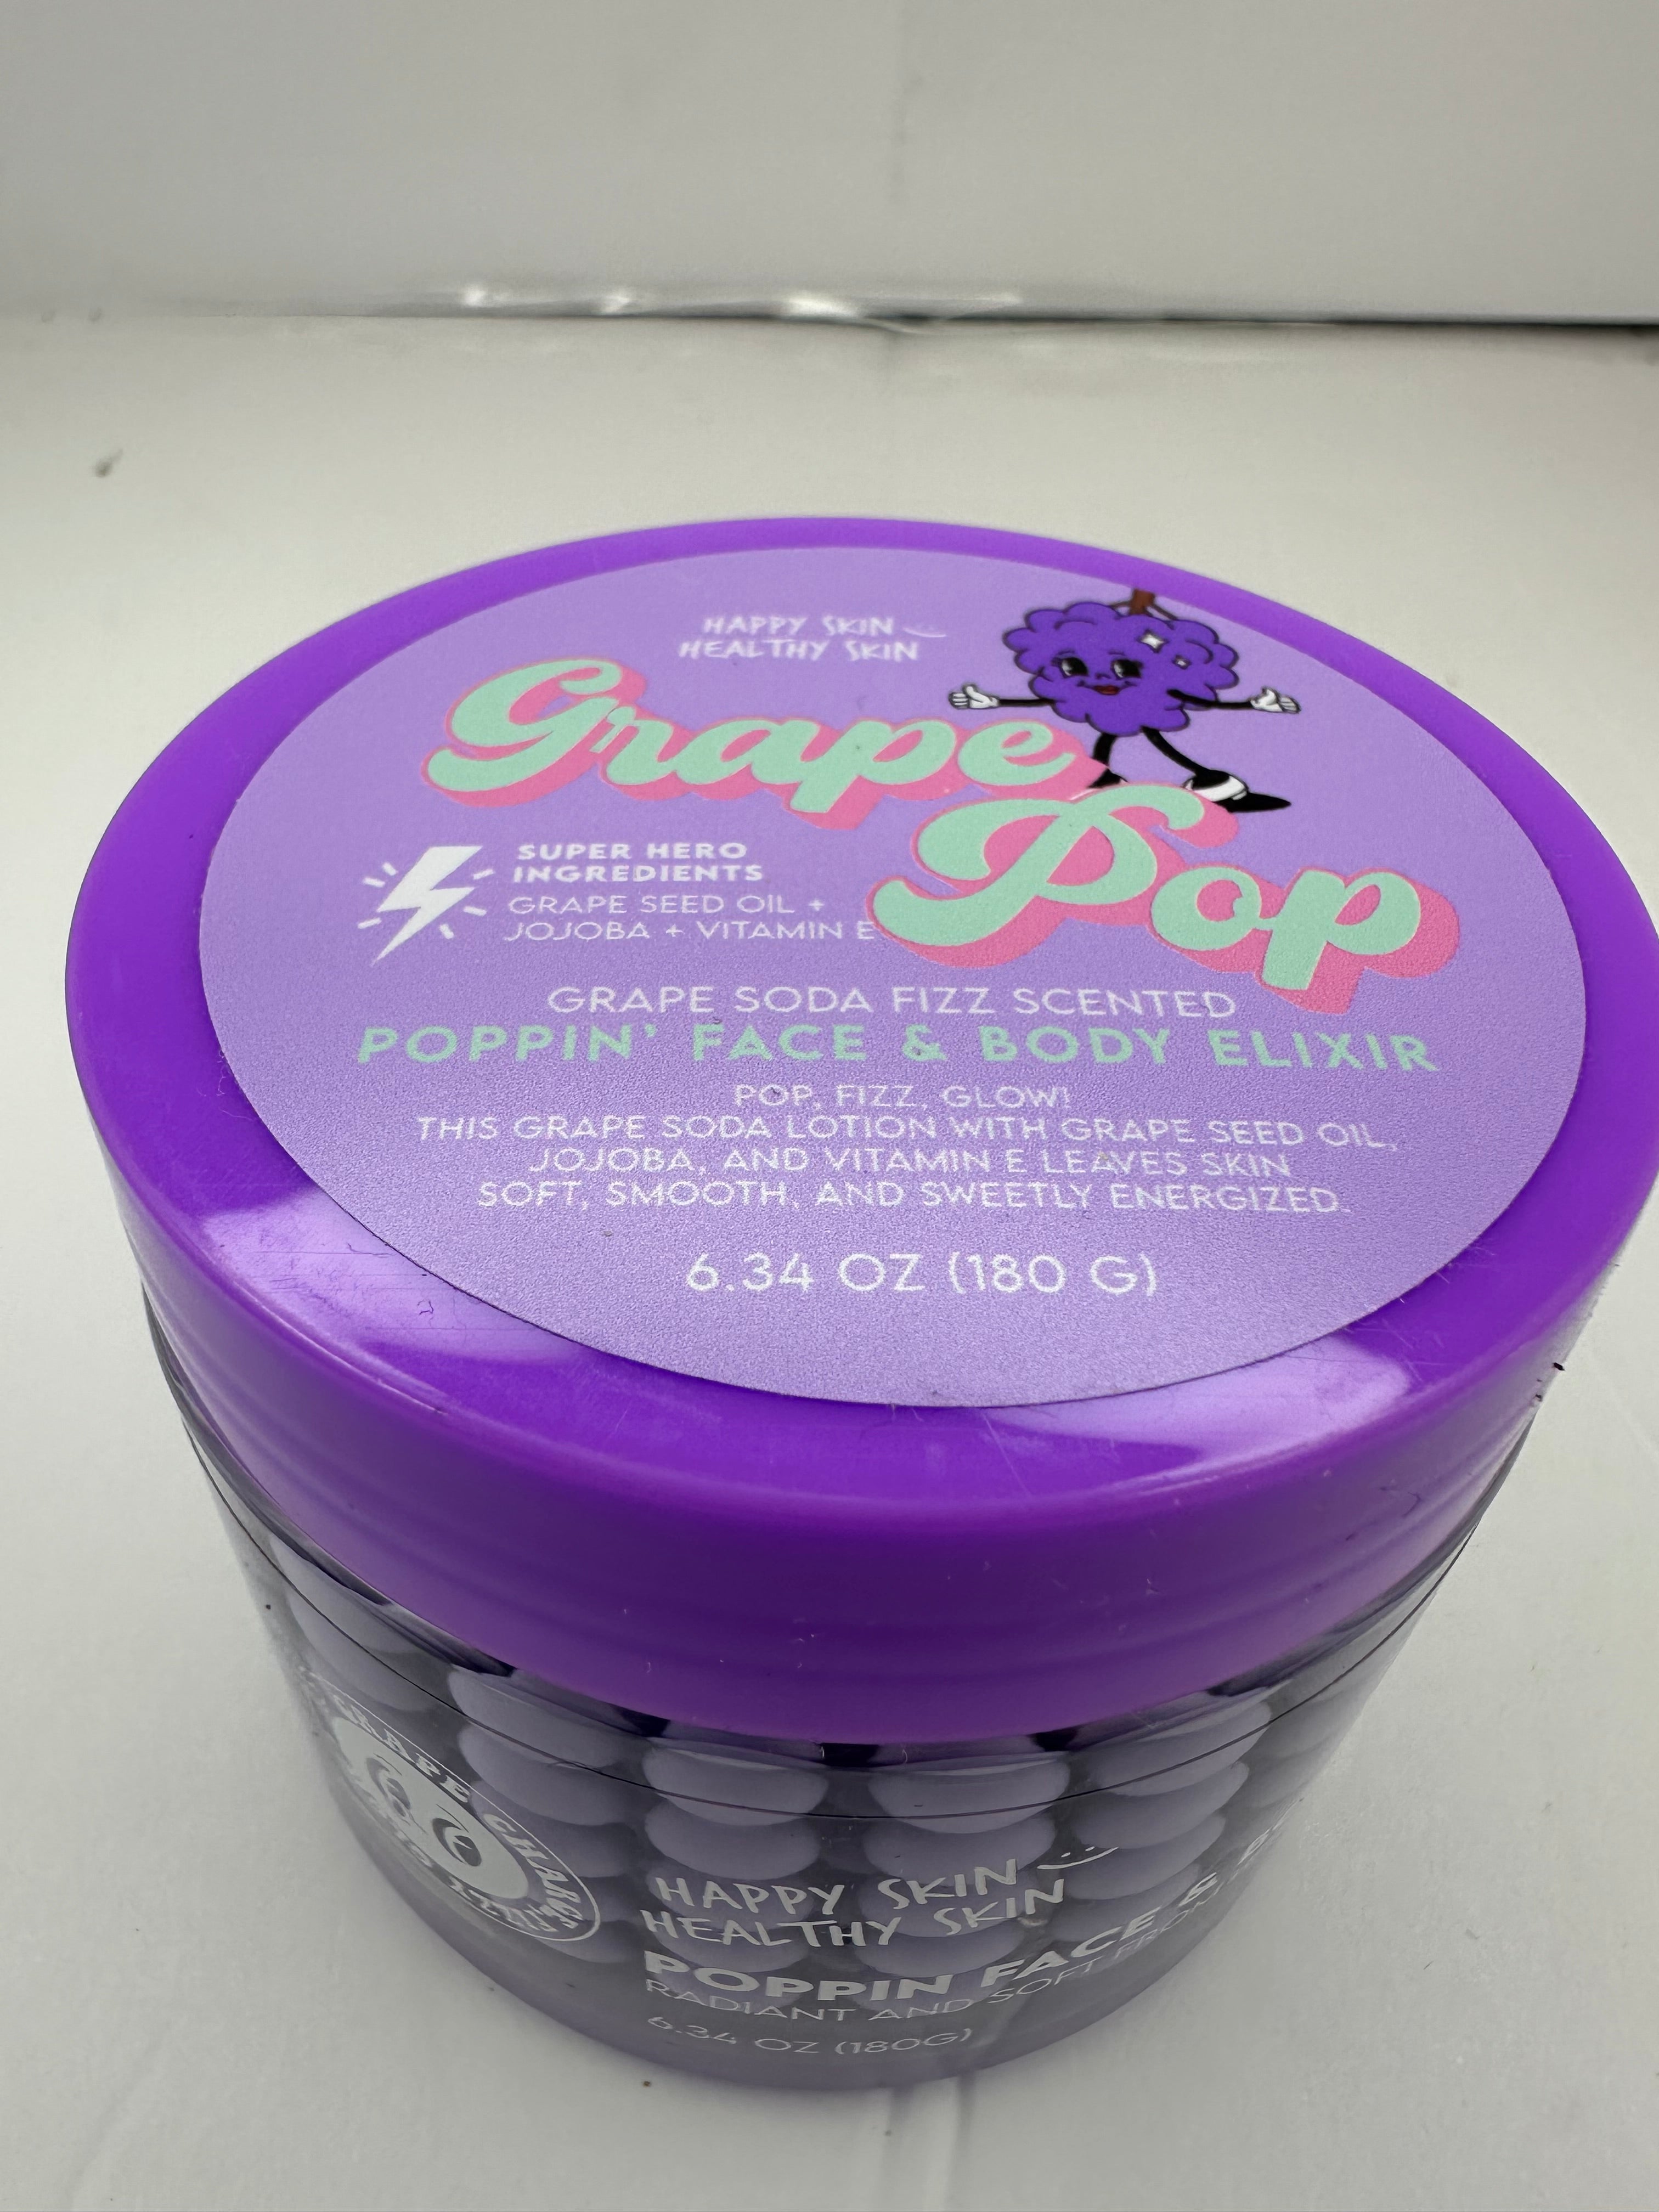 HAPPY SKIN
HEALTHY SKIN
Grape
Pop
SUPER HERO
INGREDIENTS
GRAPE SEED OIL +
JOJOBA + VITAMIN E
GRAPE SODA FIZZ SCENTED
POPPIN' FACE & BODY ELIXIR
POP, FIZZ, GLOW!
THIS GRAPE SODA LOTION WITH GRAPE SEED OIL,
JOJOBA, AND VITAMIN E LEAVES SKIN
SOFT, SMOOTH, AND SWEETLY ENERGIZED.
6.34 OZ (180 G)
GRAPE CHARM
HAPPY SKIN
HEALTHY SKIN
POPPIN FACE &
RADIANT AND SOFT FROM
6.34 OZ (180G)